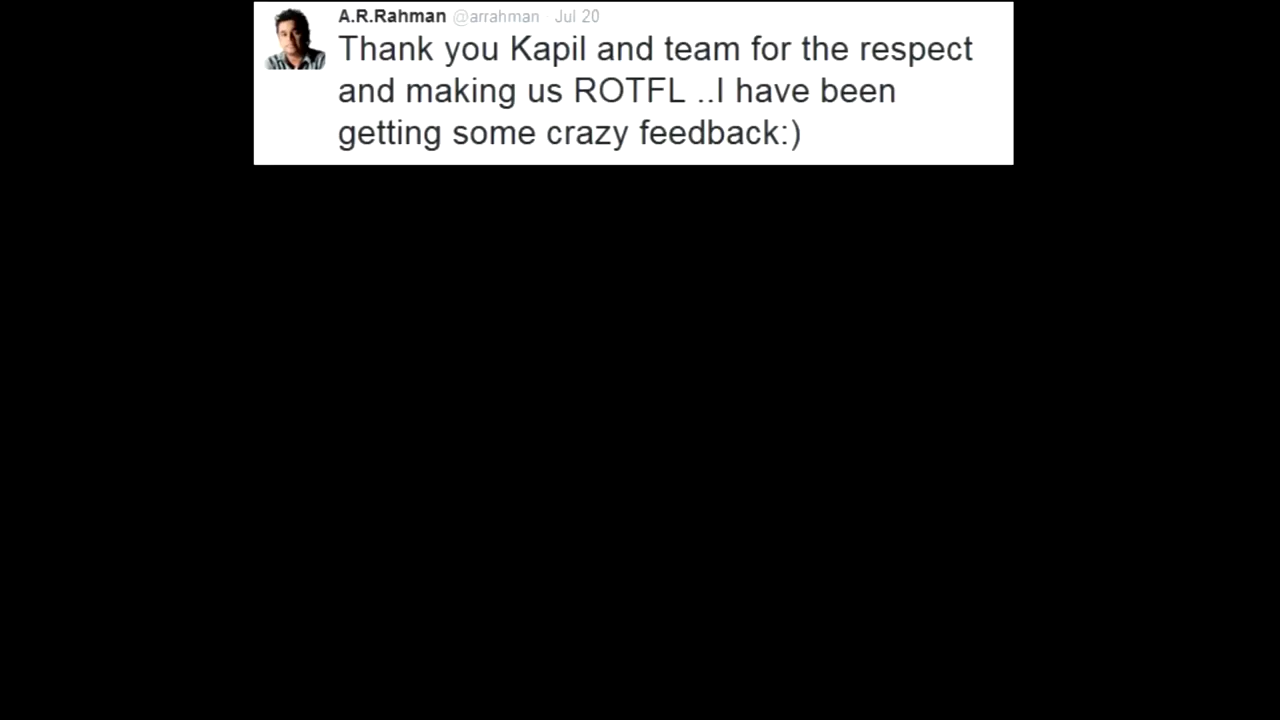 A.R.Rahman @arrahman · Jul 20
Thank you Kapil and team for the respect
and making us ROTFL ..I have been
getting some crazy feedback:)